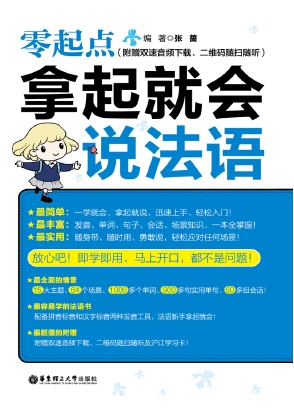 零起点
编 著 张 蔷
(附赠双速音频下载、二维码随扫随听)
拿起就会
说法语
★最简单:一学就会、拿起就说、迅速上手、轻松入门!
★最丰富:发音、单词、句子、会话、场景知识,一本全掌握!
★最实用:随身带、随时用、勇敢说,轻松应对任何场景!
放心吧!即学即用、马上开口,都不是问题!
★最全面的情景
15大主题、64个场景、1000多个单词、900多句实用单句、60多组会话!
★最容易学的法语书
配备拼音标音和汉字标音两种发音工具,法语新手拿起就会!
★最超值的附赠
附赠双速音频下载、二维码随扫随听及沪江学习卡!
华东理工大学出版社